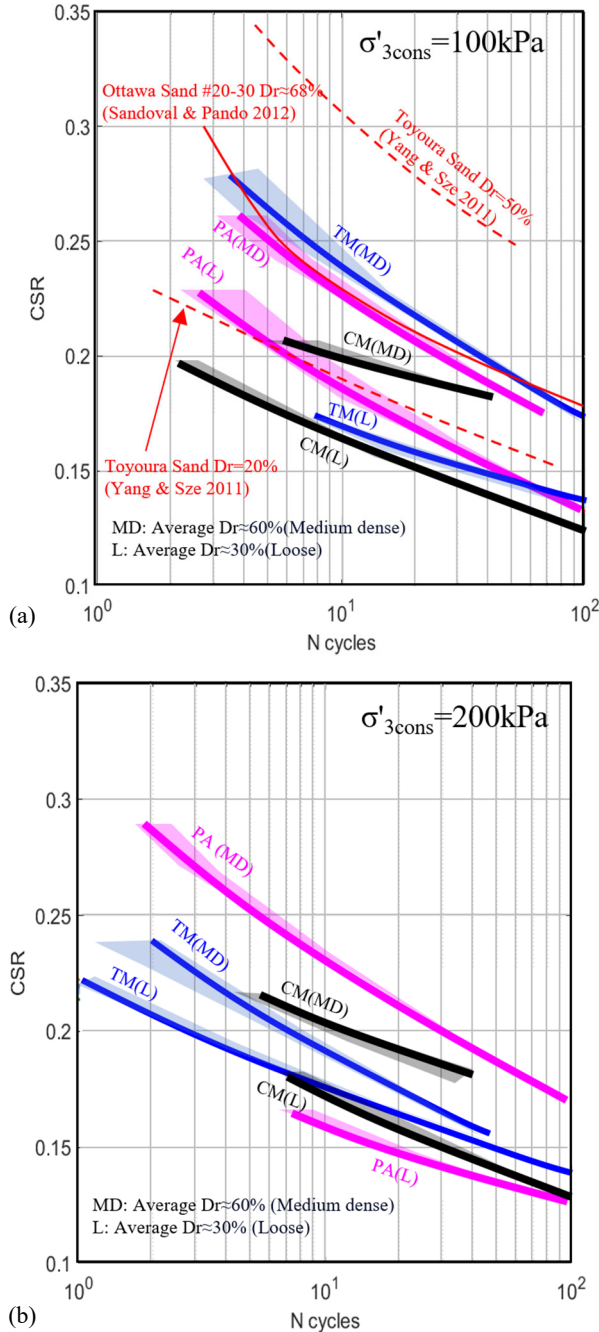 0.35
σ'3cons=100kPa
Ottawa Sand #20-30 Dr≈68%
(Sandoval & Pando 2012)
Toyoura Sand Dr=50%
(Yang & Sze 2011)
0.3
TM(MD)
PA(MD)
0.25
PA(L)
CSR
CM(MD)
0.2
TM(L)
CM(L)
Toyoura Sand Dr=20%
(Yang & Sze 2011)
0.15
MD: Average Dr≈60%(Medium dense)
L: Average Dr≈30%(Loose)
0.1
(a)
10^0
10^1
10^2
N cycles
0.35
σ'3cons=200kPa
0.3
PA (MD)
0.25
TM(MD)
TM(L)
CSR
CM(MD)
0.2
CM(L)
PA(L)
0.15
MD: Average Dr≈60% (Medium dense)
L: Average Dr≈30% (Loose)
0.1
10^0
10^1
10^2
(b)
N cycles